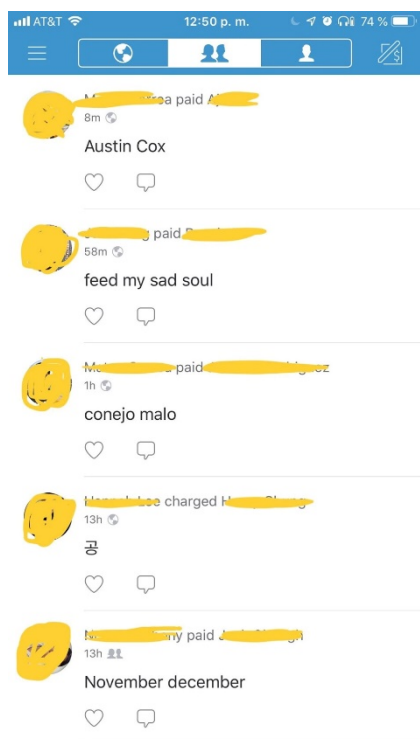 AT&T 12:50 p. m. 74 %
paid
8m
Austin Cox
paid
58m
feed my sad soul
paid
1h
conejo malo
charged
13h
공
paid
13h
November december